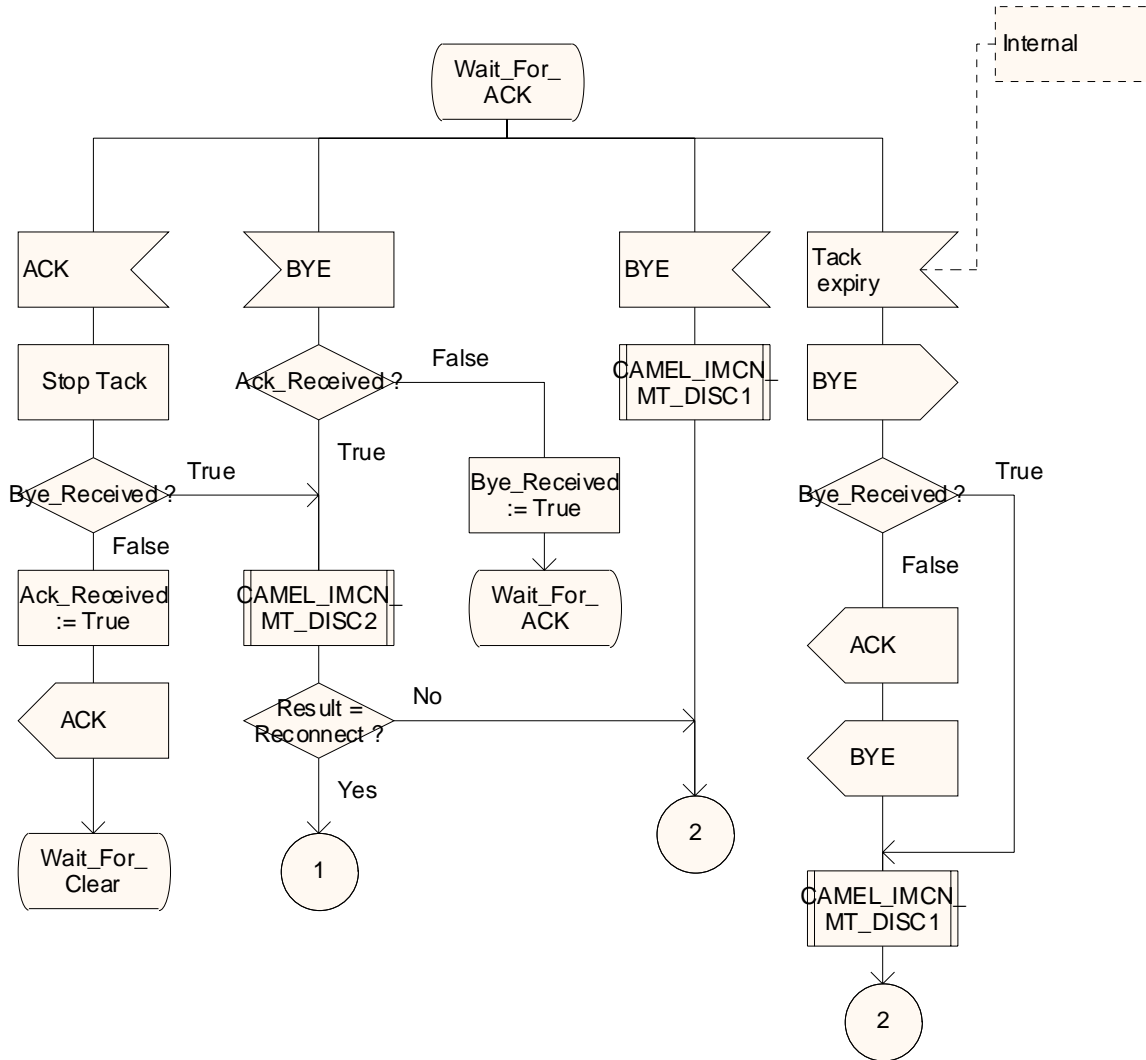 Internal
Wait_For_
ACK
ACK
BYE
BYE
Tack
expiry
Stop Tack
Ack_Received ?
False
True
CAMEL_IMCN_
MT_DISC1
BYE
Bye_Received ?
True
False
Bye_Received
:= True
Wait_For_
ACK
Bye_Received ?
True
False
Ack_Received
:= True
CAMEL_IMCN_
MT_DISC2
ACK
ACK
Result =
Reconnect ?
No
Yes
BYE
Wait_For_
Clear
1
2
CAMEL_IMCN_
MT_DISC1
2